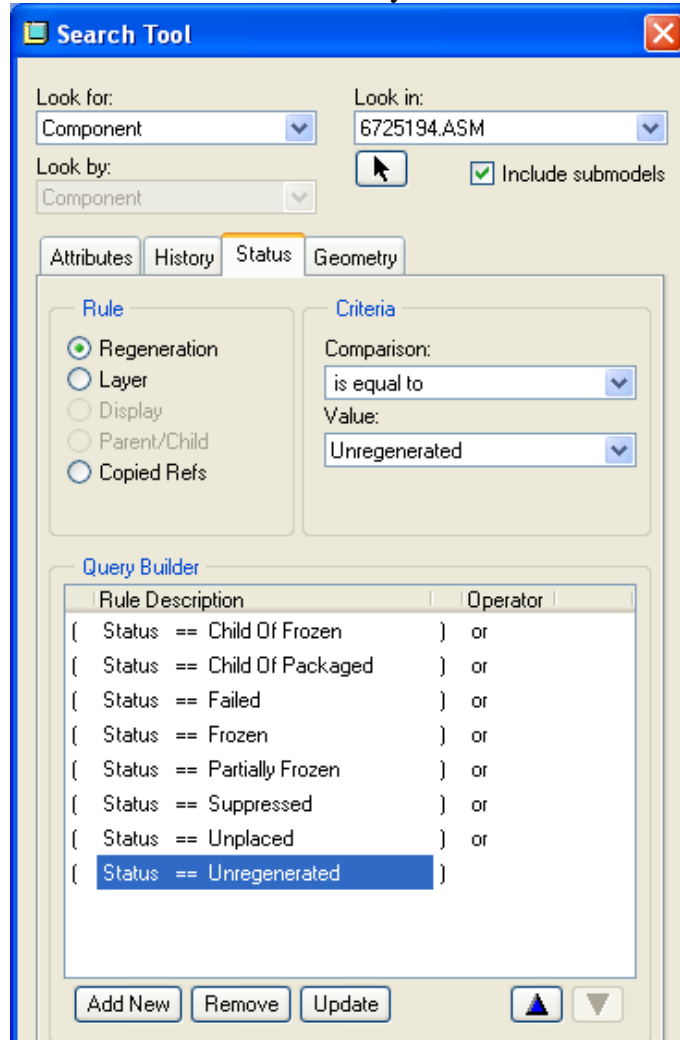 Search Tool
Look for: Look in:
Component 6725194.ASM
Look by: Include submodels
Component
Attributes History Status Geometry
Rule Criteria
Regeneration Comparison:
Layer is equal to
Display Value:
Parent/Child Unregenerated
Copied Refs
Query Builder
Rule Description Operator
( Status == Child Of Frozen ) or
( Status == Child Of Packaged ) or
( Status == Failed ) or
( Status == Frozen ) or
( Status == Partially Frozen ) or
( Status == Suppressed ) or
( Status == Unplaced ) or
( Status == Unregenerated )
Add New Remove Update